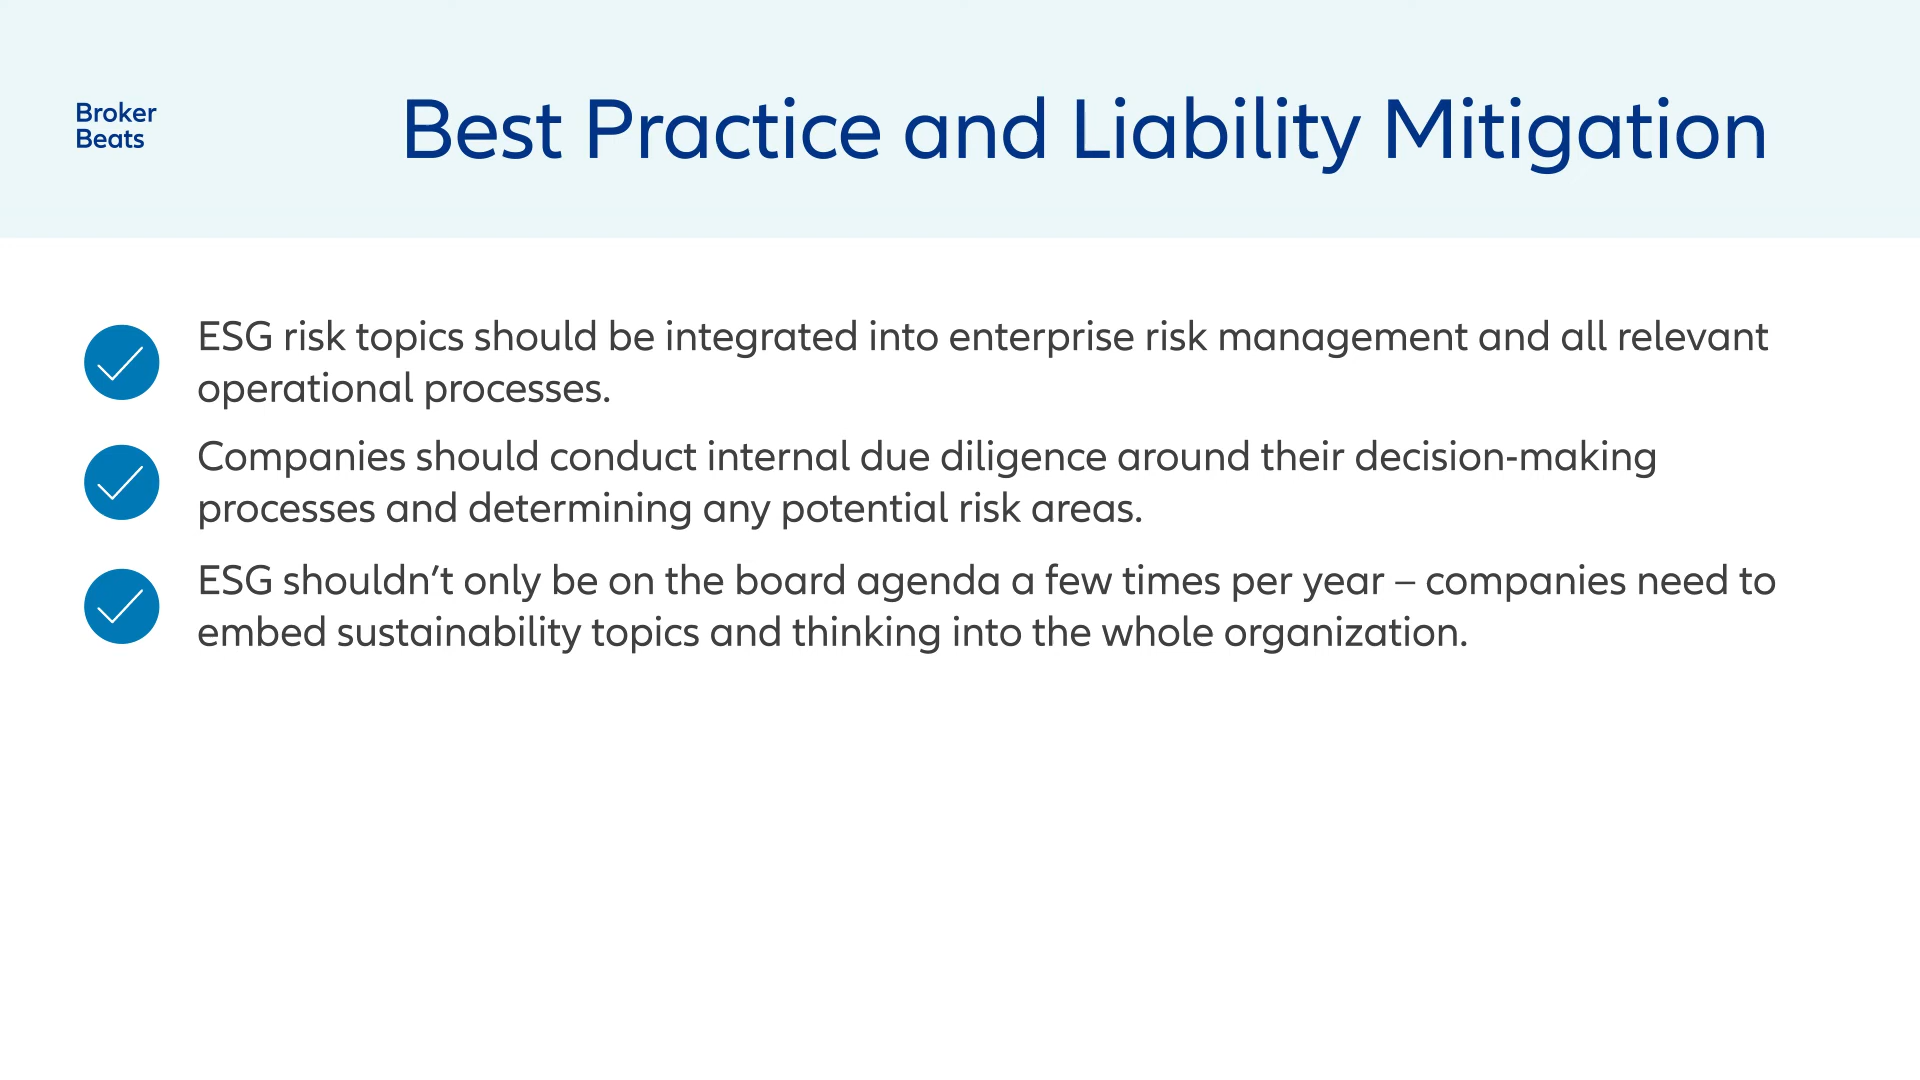 Broker
Beats
Best Practice and Liability Mitigation
ESG risk topics should be integrated into enterprise risk management and all relevant
operational processes.
Companies should conduct internal due diligence around their decision-making
processes and determining any potential risk areas.
ESG shouldn’t only be on the board agenda a few times per year – companies need to
embed sustainability topics and thinking into the whole organization.